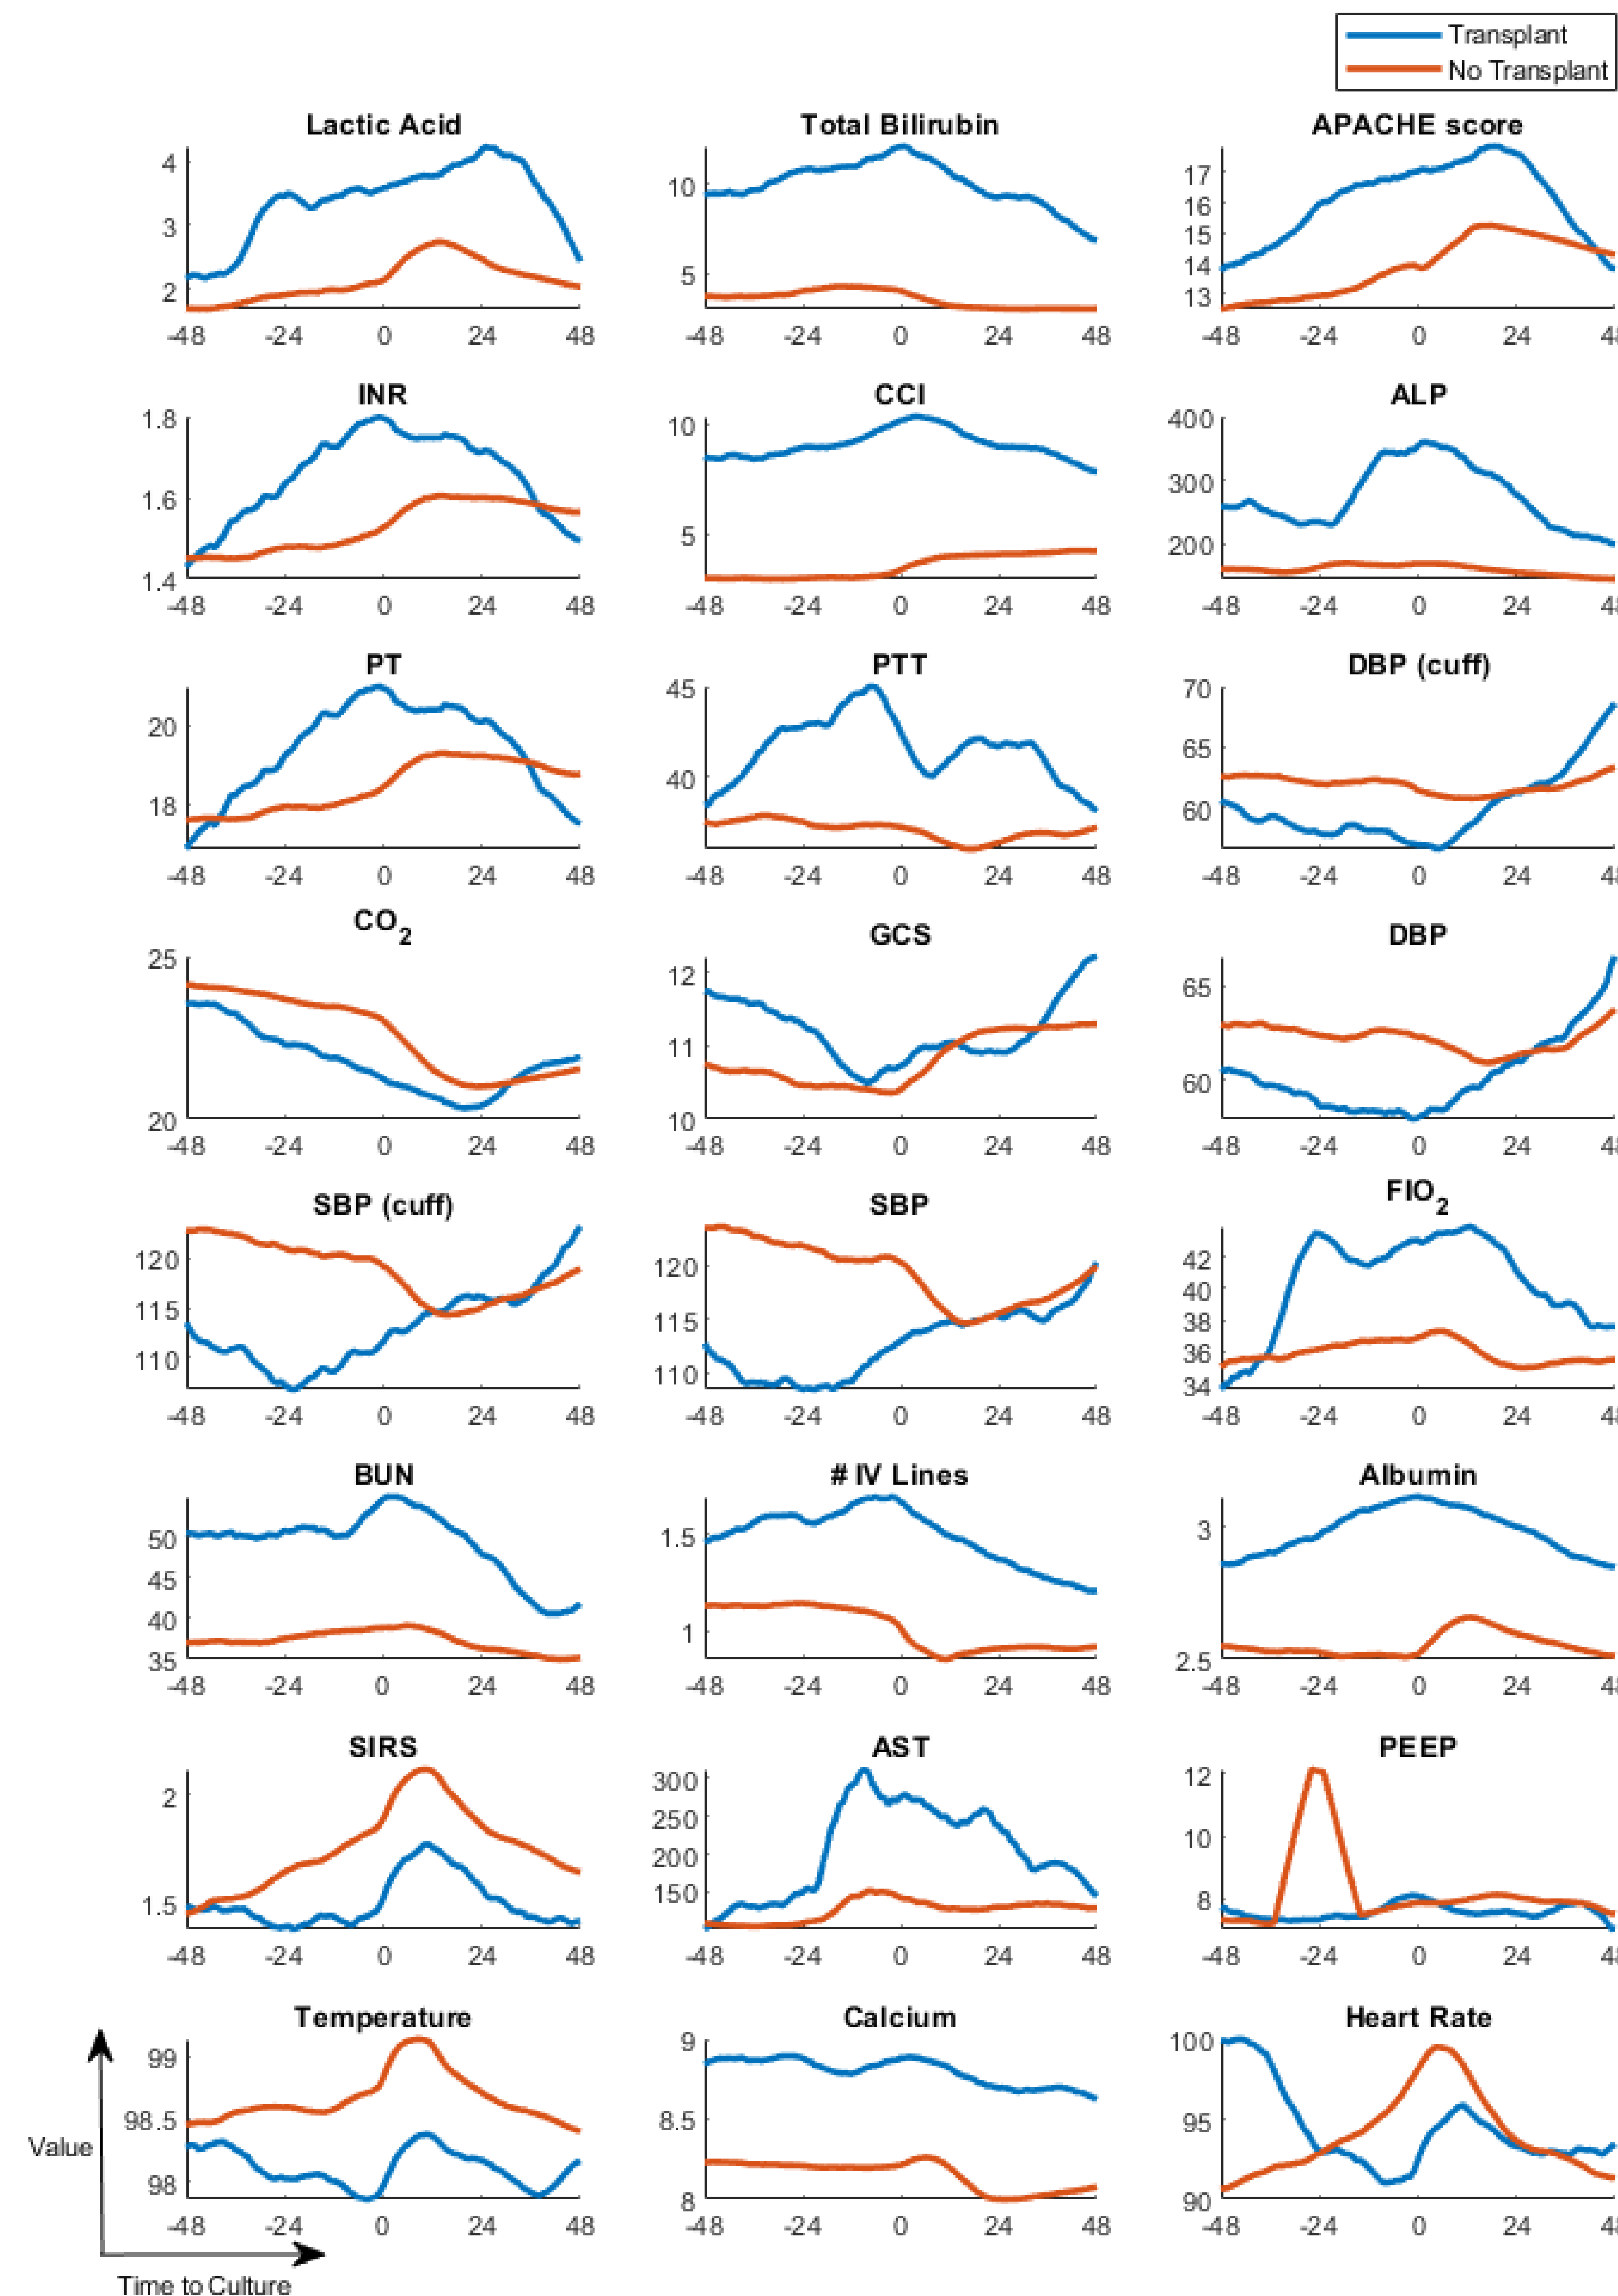 Transplant
No Transplant
Lactic Acid Total Bilirubin APACHE score
4
3
2
-48 -24 0 24 48
10
5
-48 -24 0 24 48
17
16
15
14
13
-48 -24 0 24 48
INR CCI ALP
1.8
1.6
1.4
-48 -24 0 24 48
10
5
-48 -24 0 24 48
400
300
200
-48 -24 0 24 48
PT PTT DBP (cuff)
20
18
-48 -24 0 24 48
45
40
-48 -24 0 24 48
70
65
60
-48 -24 0 24 48
CO2 GCS DBP
25
20
-48 -24 0 24 48
12
11
10
-48 -24 0 24 48
65
60
-48 -24 0 24 48
SBP (cuff) SBP FIO2
120
115
110
-48 -24 0 24 48
120
115
110
-48 -24 0 24 48
42
40
38
36
34
-48 -24 0 24 48
BUN # IV Lines Albumin
50
45
40
35
-48 -24 0 24 48
1.5
1
-48 -24 0 24 48
3
2.5
-48 -24 0 24 48
SIRS AST PEEP
2
1.5
-48 -24 0 24 48
300
250
200
150
-48 -24 0 24 48
12
10
8
-48 -24 0 24 48
Temperature Calcium Heart Rate
99
98.5
98
-48 -24 0 24 48
9
8.5
8
-48 -24 0 24 48
100
95
90
-48 -24 0 24 48
Value
Time to Culture